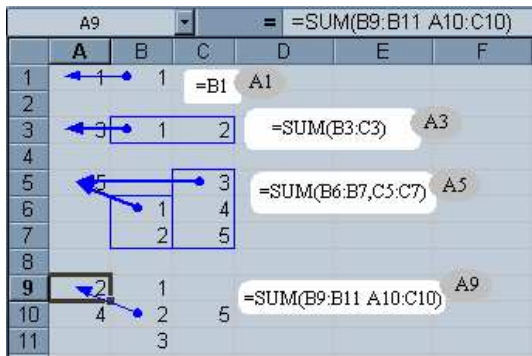 A9 = =SUM(B9:B11 A10:C10)
A B C D E F
1 1 1 =B1 A1
2
3 3 1 2 =SUM(B3:C3) A3
4
5 15 3 =SUM(B6:B7,C5:C7) A5
6 1 4
7 2 5
8
9 2 1 =SUM(B9:B11 A10:C10) A9
10 4 2 5
11 3